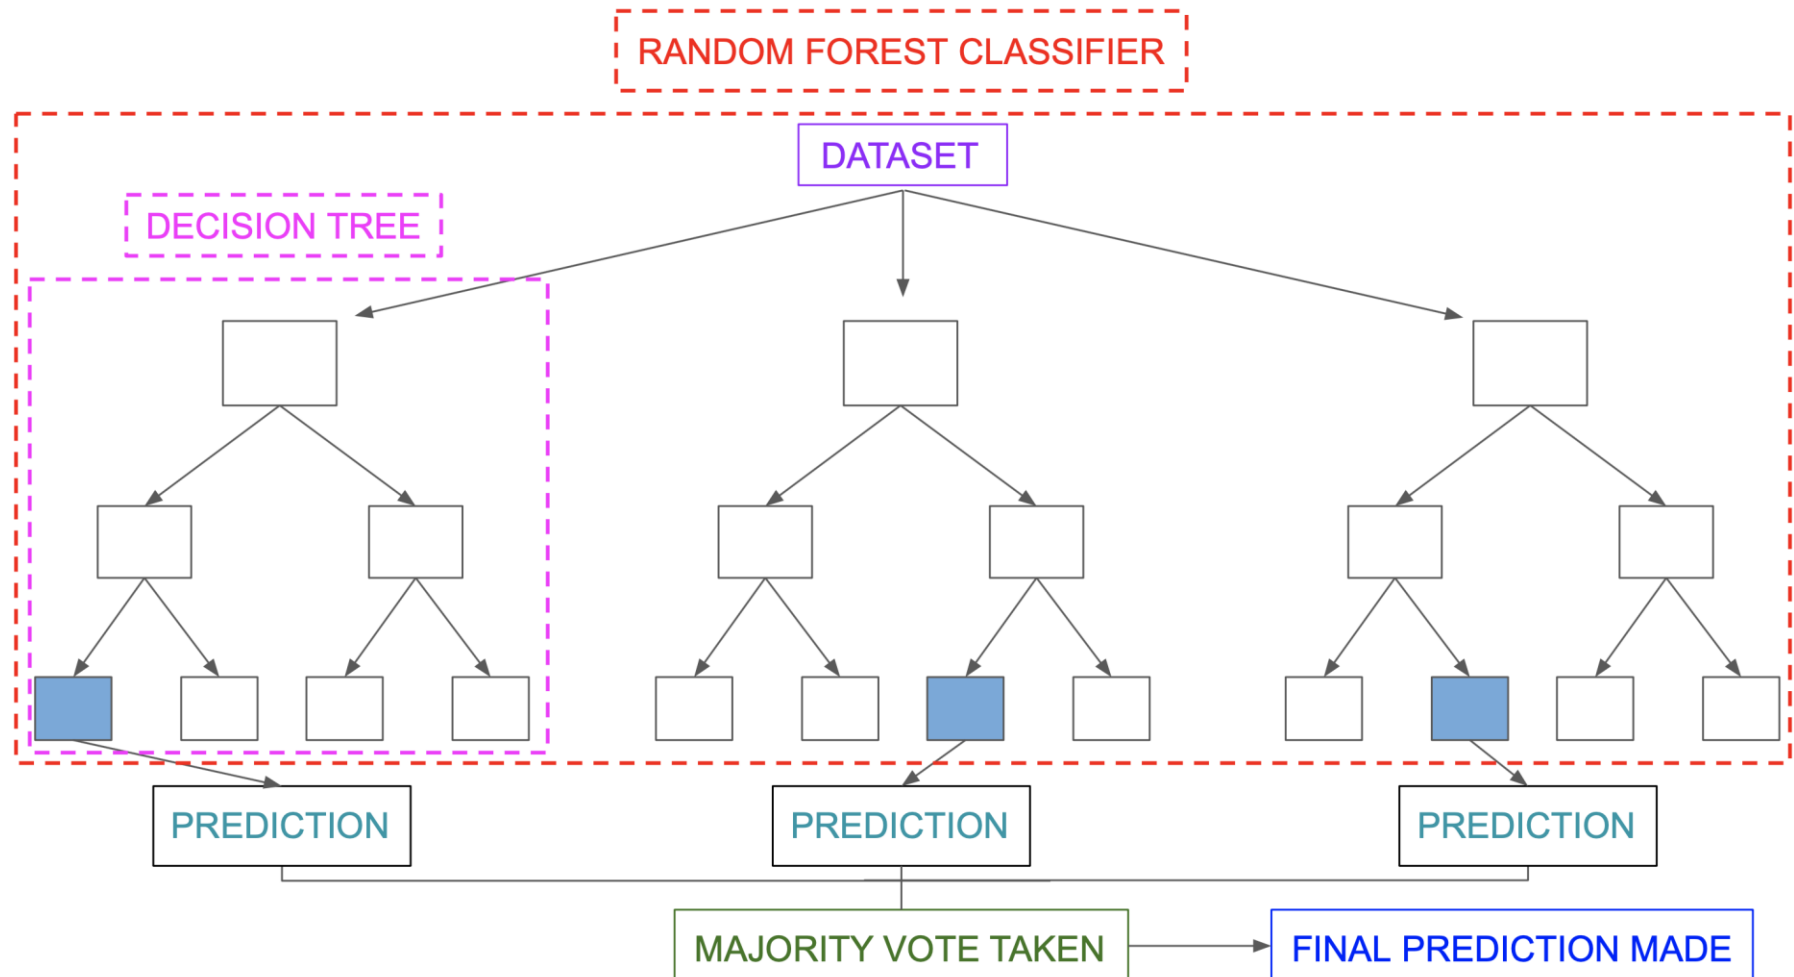 RANDOM FOREST CLASSIFIER
DATASET
DECISION TREE
PREDICTION
PREDICTION
PREDICTION
MAJORITY VOTE TAKEN
FINAL PREDICTION MADE